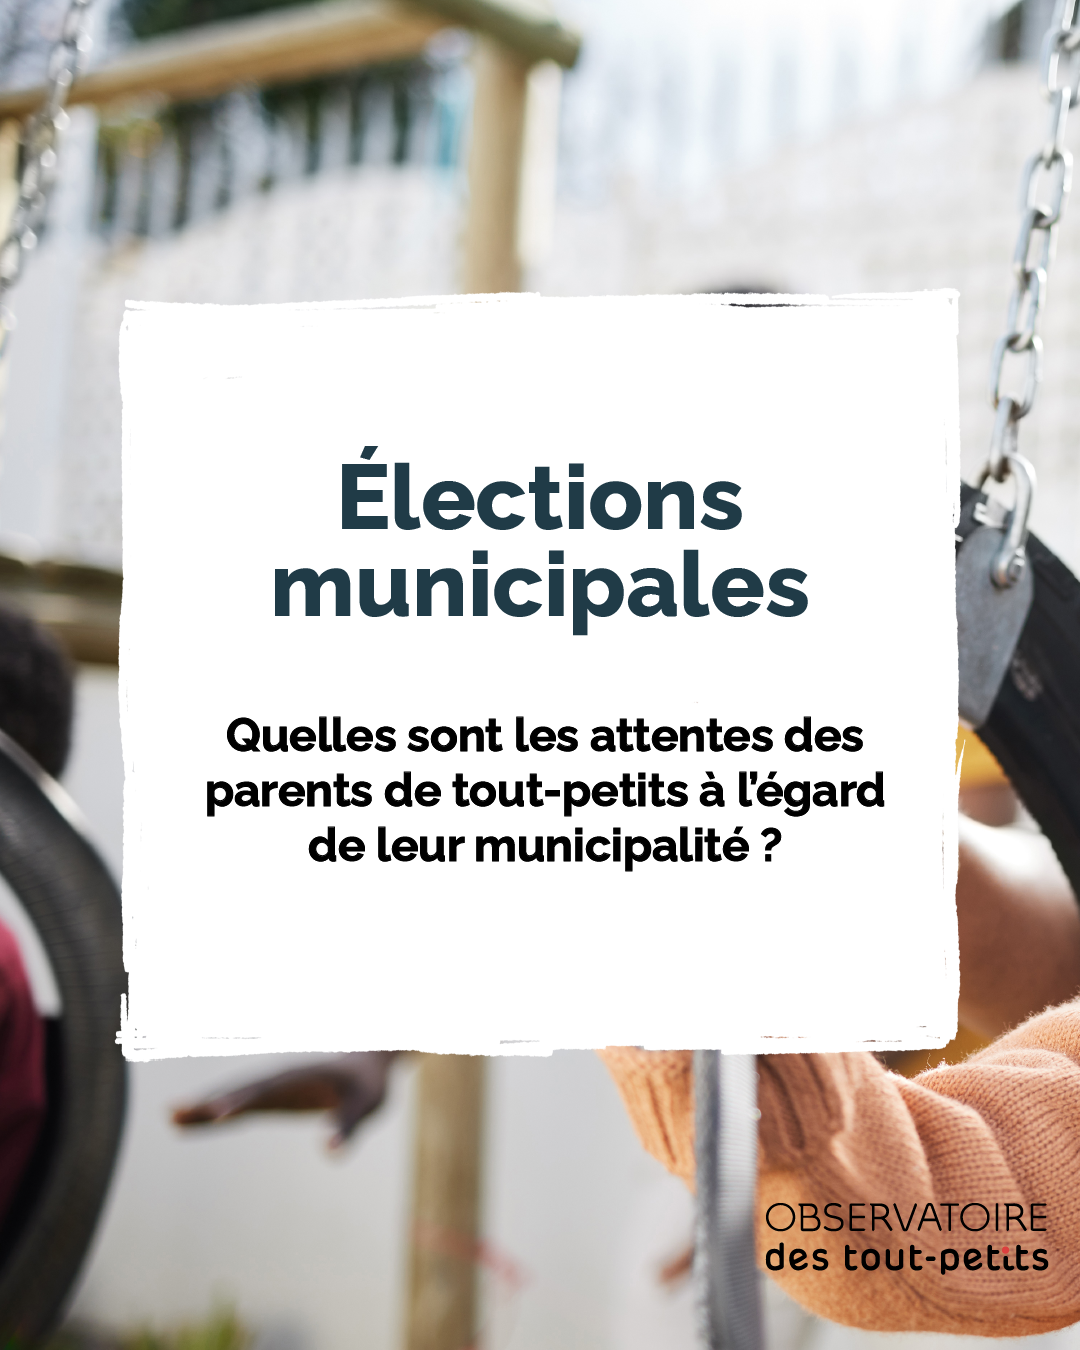 Élections
municipales
Quelles sont les attentes des
parents de tout-petits à l’égard
de leur municipalité ?
OBSERVATOIRE
des tout-petits